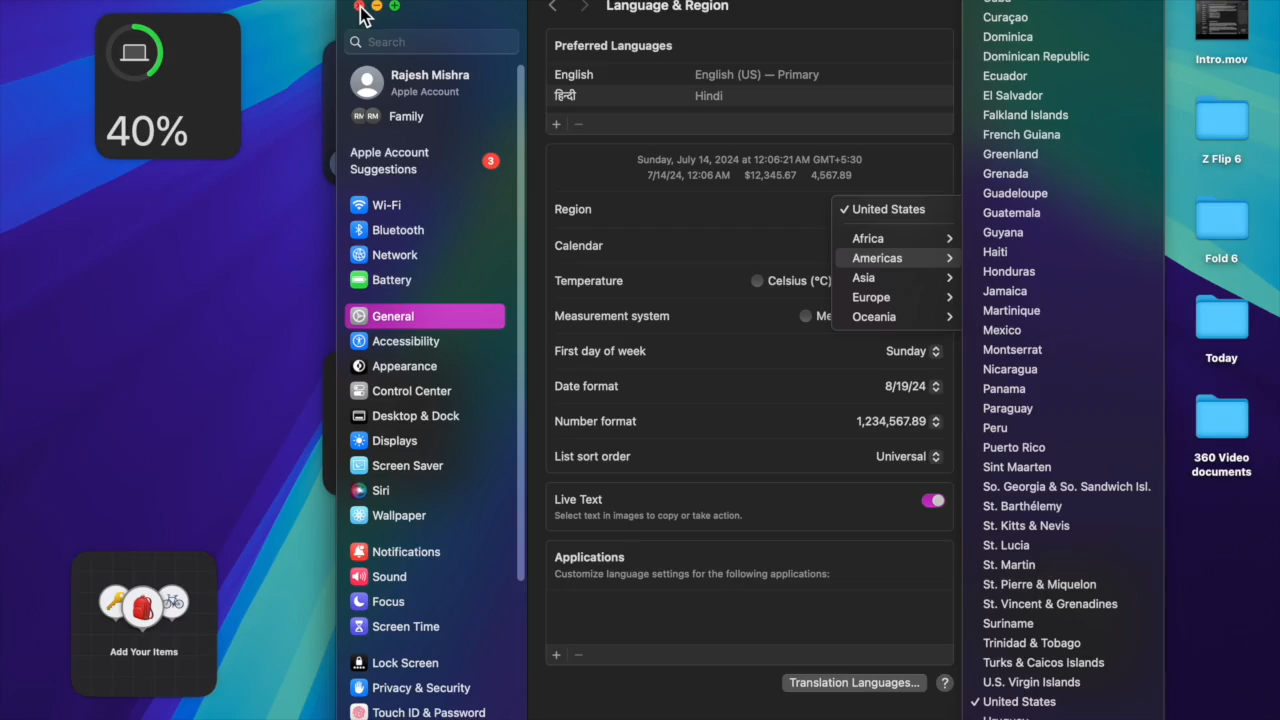 40%
Add Your Items
Search
Rajesh Mishra
Apple Account
RM RM Family
Apple Account
Suggestions
3
Wi-Fi
Bluetooth
Network
Battery
General
Accessibility
Appearance
Control Center
Desktop & Dock
Displays
Screen Saver
Siri
Wallpaper
Notifications
Sound
Focus
Screen Time
Lock Screen
Privacy & Security
Touch ID & Password
Language & Region
Preferred Languages
English English (US) — Primary
हिन्दी Hindi
Sunday, July 14, 2024 at 12:06:21 AM GMT+5:30
7/14/24, 12:06 AM $12,345.67 4,567.89
Region
Calendar
Temperature Celsius (°C)
Measurement system
First day of week Sunday
Date format 8/19/24
Number format 1,234,567.89
List sort order Universal
Live Text
Select text in images to copy or take action.
Applications
Customize language settings for the following applications:
Translation Languages... ?
United States
Africa
Americas
Asia
Europe
Oceania
Curaçao
Dominica
Dominican Republic
Ecuador
El Salvador
Falkland Islands
French Guiana
Greenland
Grenada
Guadeloupe
Guatemala
Guyana
Haiti
Honduras
Jamaica
Martinique
Mexico
Montserrat
Nicaragua
Panama
Paraguay
Peru
Puerto Rico
Sint Maarten
So. Georgia & So. Sandwich Isl.
St. Barthélemy
St. Kitts & Nevis
St. Lucia
St. Martin
St. Pierre & Miquelon
St. Vincent & Grenadines
Suriname
Trinidad & Tobago
Turks & Caicos Islands
U.S. Virgin Islands
United States
Intro.mov
Z Flip 6
Fold 6
Today
360 Video
documents